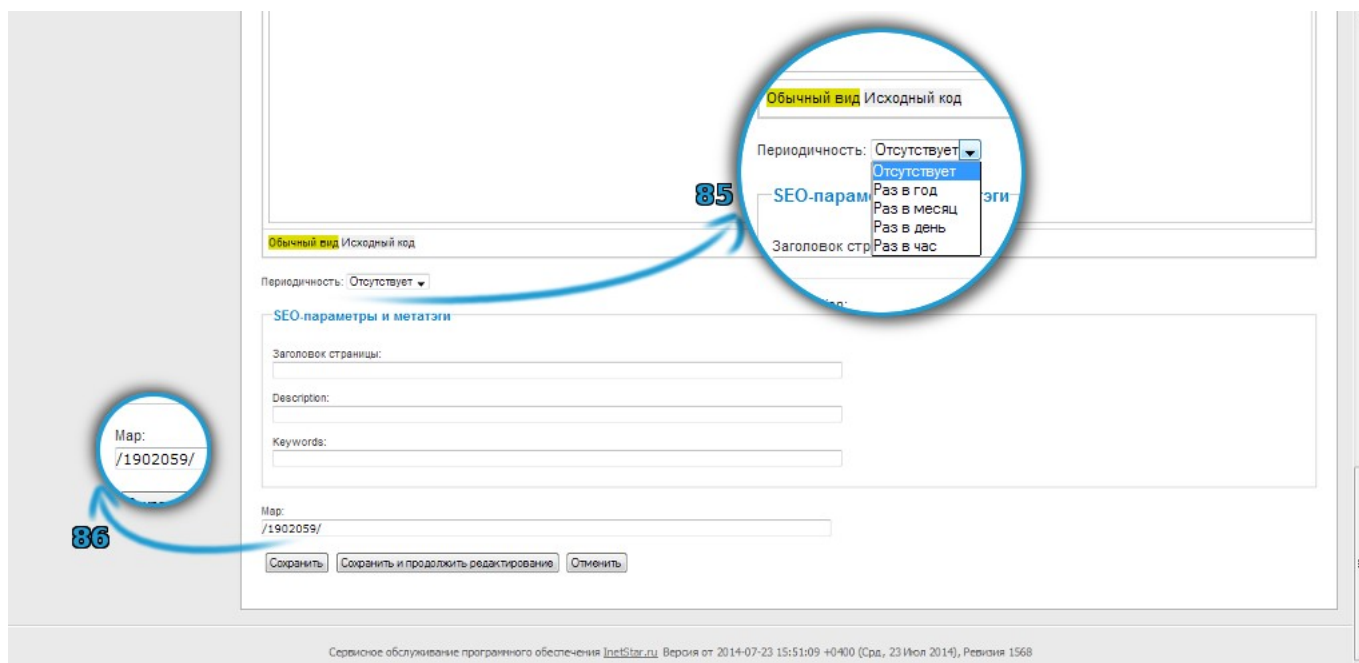 Обычный вид Исходный код
Периодичность: Отсутствует
Отсутствует
Раз в год
Раз в месяц
Раз в день
Раз в час
SEO-парам тэги
Заголовок стр
85
Обычный вид Исходный код
Периодичность: Отсутствует
SEO-параметры и метатэги
Заголовок страницы:
Description:
Keywords:
Map:
/1902059/
86
Map:
/1902059/
Сохранить Сохранить и продолжить редактирование Отменить
Сервисное обслуживание программного обеспечения InetStar.ru Версия от 2014-07-23 15:51:09 +0400 (Срд, 23 Июл 2014), Ревизия 1568